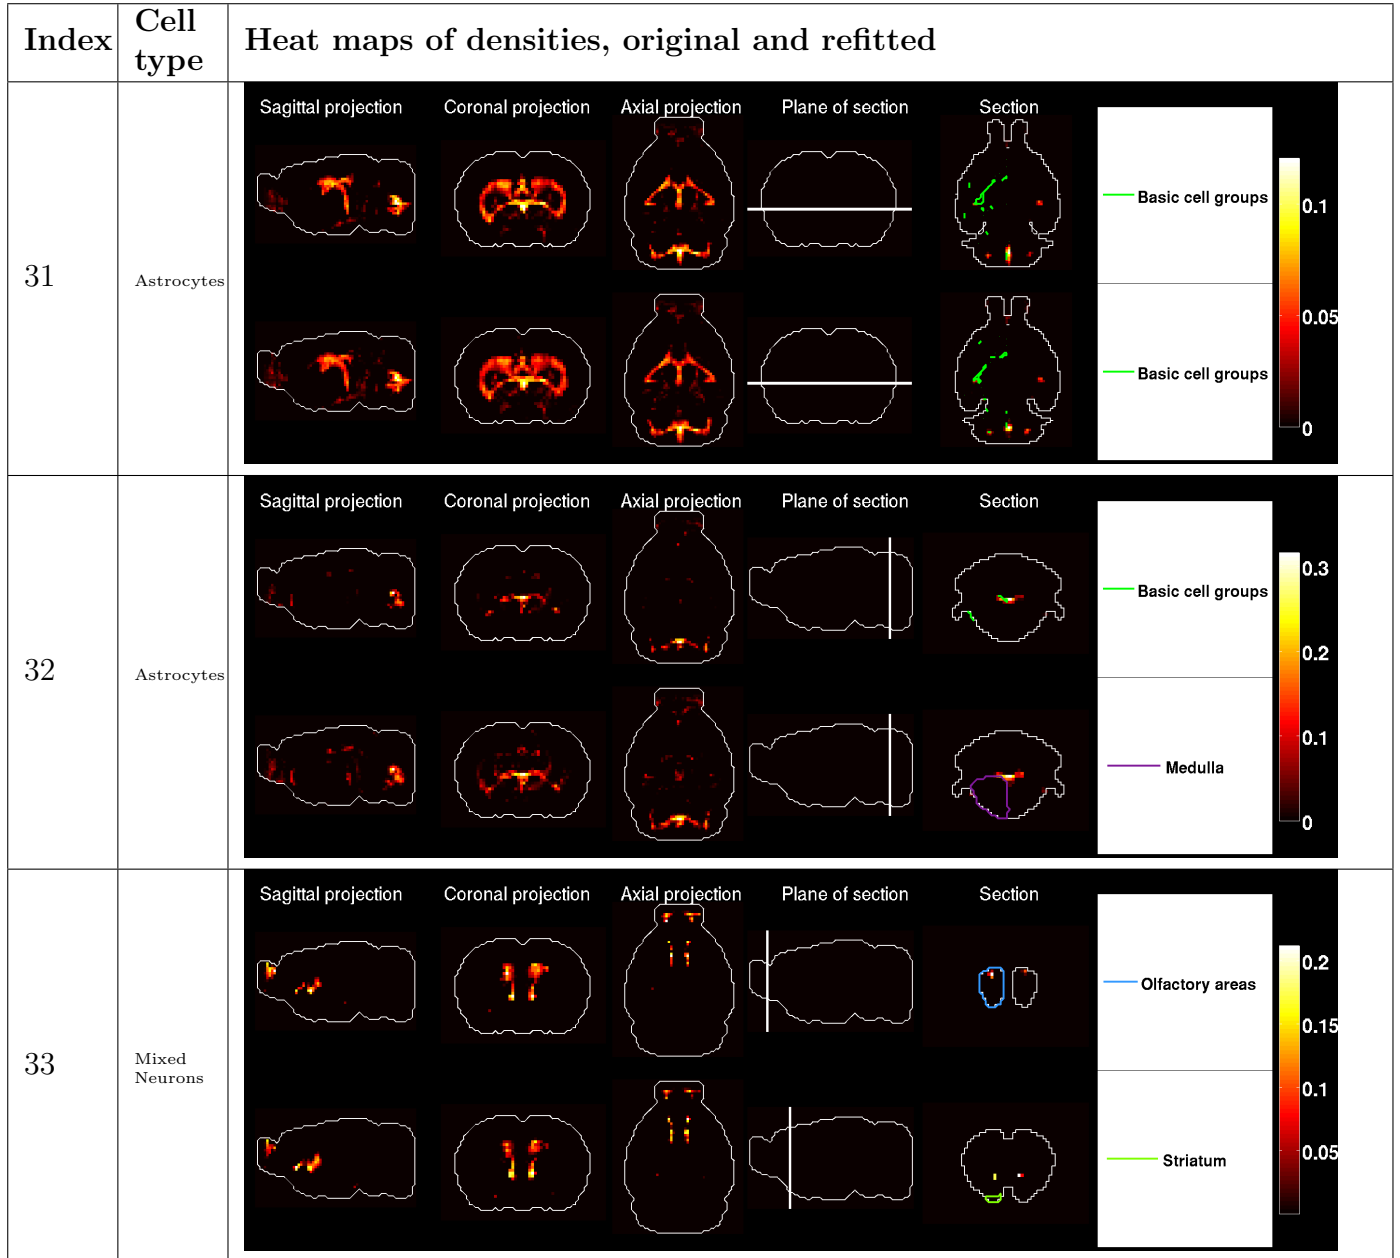 Index
Cell
type
Heat maps of densities, original and refitted
31
Astrocytes
Sagittal projection
Coronal projection
Axial projection
Plane of section
Section
Basic cell groups
Basic cell groups
0.1
0.05
0
32
Astrocytes
Sagittal projection
Coronal projection
Axial projection
Plane of section
Section
Basic cell groups
Medulla
0.3
0.2
0.1
0
33
Mixed
Neurons
Sagittal projection
Coronal projection
Axial projection
Plane of section
Section
Olfactory areas
Striatum
0.2
0.15
0.1
0.05